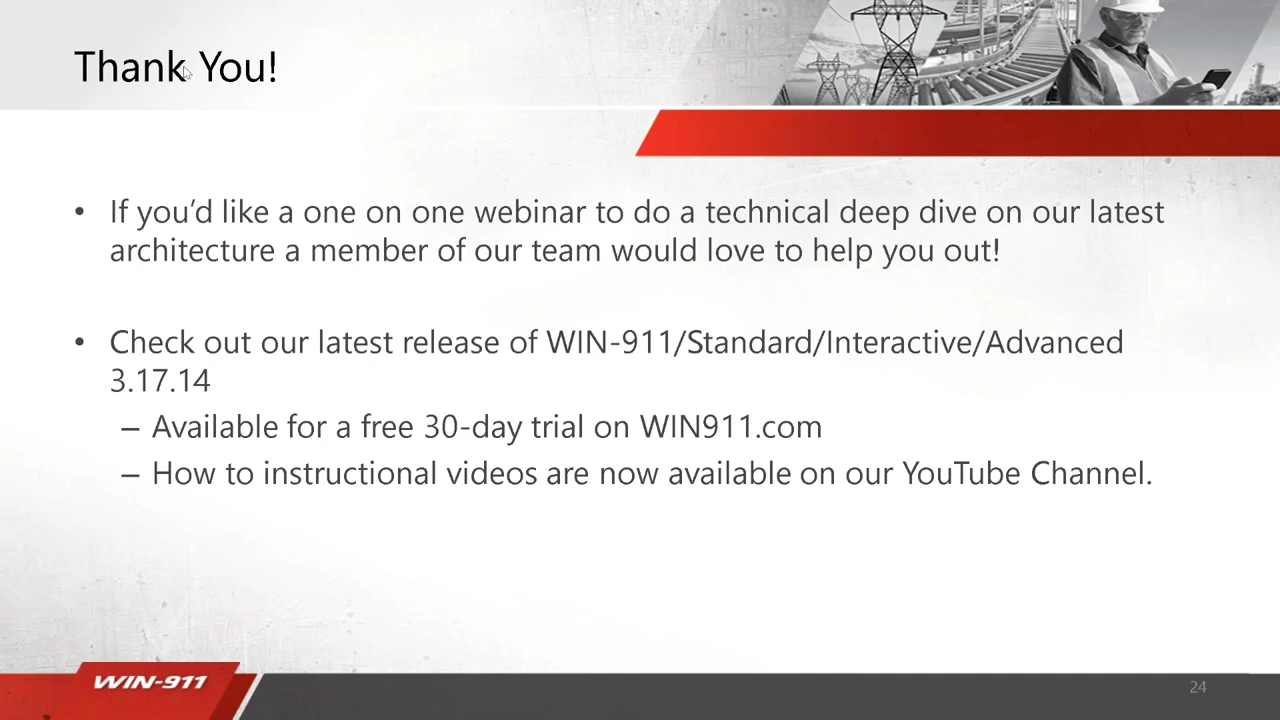 Thank You!
• If you’d like a one on one webinar to do a technical deep dive on our latest
architecture a member of our team would love to help you out!
• Check out our latest release of WIN-911/Standard/Interactive/Advanced
3.17.14
– Available for a free 30-day trial on WIN911.com
– How to instructional videos are now available on our YouTube Channel.
WIN-911
24